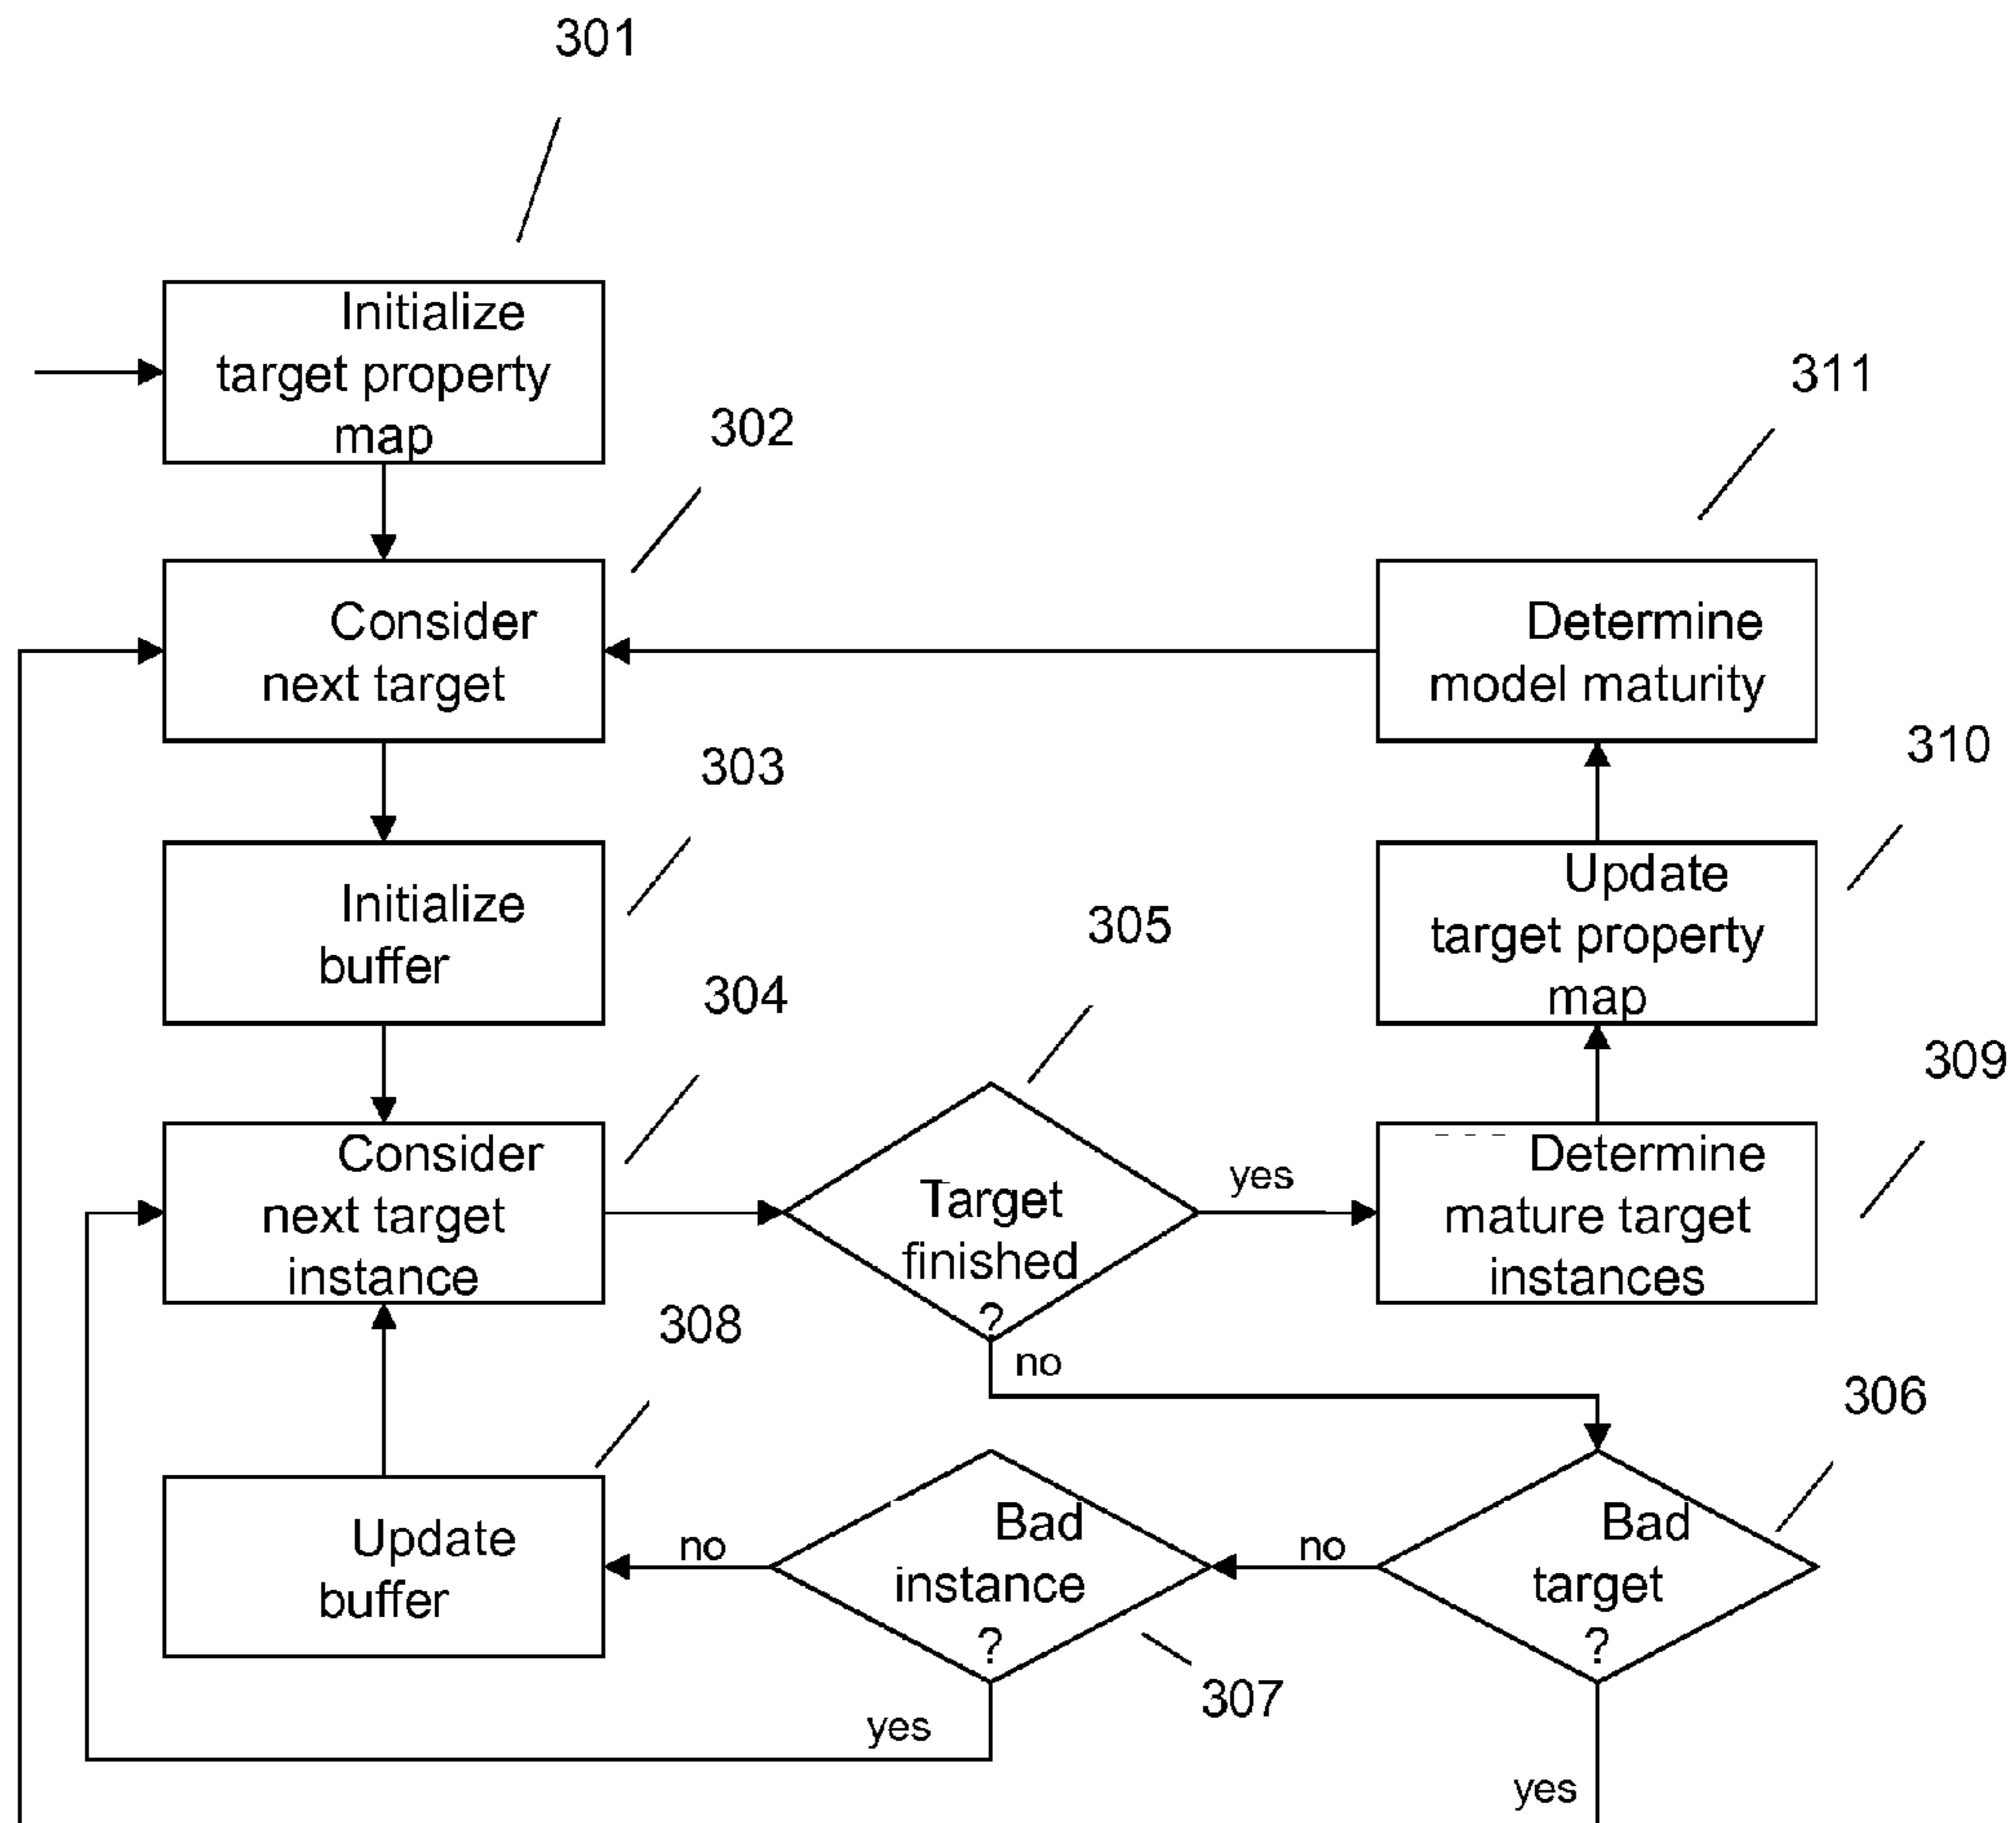 301
Initialize
target property
map
302
311
Consider
next target
Determine
model maturity
303
310
Initialize
buffer
Update
target property
map
305
304
309
Consider
next target
instance
Target
finished
?
yes
Determine
mature target
instances
308
no
306
Update
buffer
no
Bad
instance
?
no
Bad
target
?
307
yes
yes